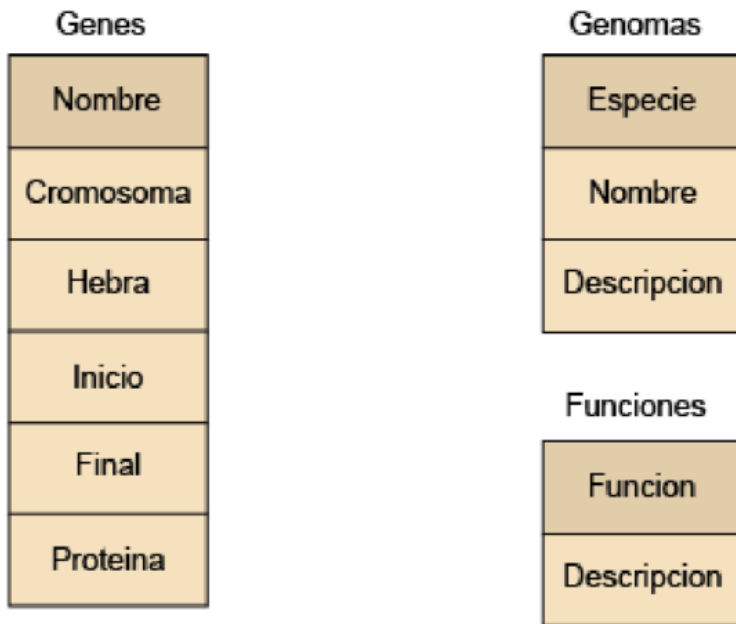 Genes
Nombre
Cromosoma
Hebra
Inicio
Final
Proteina
Genomas
Especie
Nombre
Descripcion
Funciones
Funcion
Descripcion